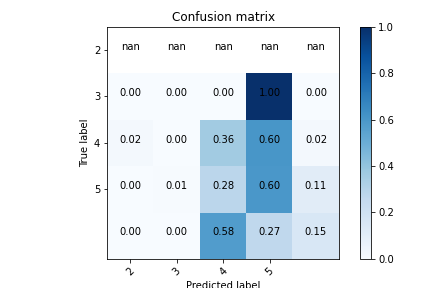 Confusion matrix
2 nan nan nan nan nan
3 0.00 0.00 0.00 1.00 0.00
4 0.02 0.00 0.36 0.60 0.02
5 0.00 0.01 0.28 0.60 0.11
0.00 0.00 0.58 0.27 0.15
2 3 4 5
True label
Predicted label
1.0
0.8
0.6
0.4
0.2
0.0